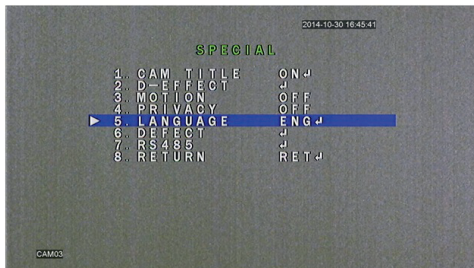 2014-10-30 16:45:41
SPECIAL
1. CAM TITLE ON↲
2. D-EFFECT ↲
3. MOTION OFF
4. PRIVACY OFF
5. LANGUAGE ENG↲
6. DEFECT ↲
7. RS485 ↲
8. RETURN RET↲
CAM03